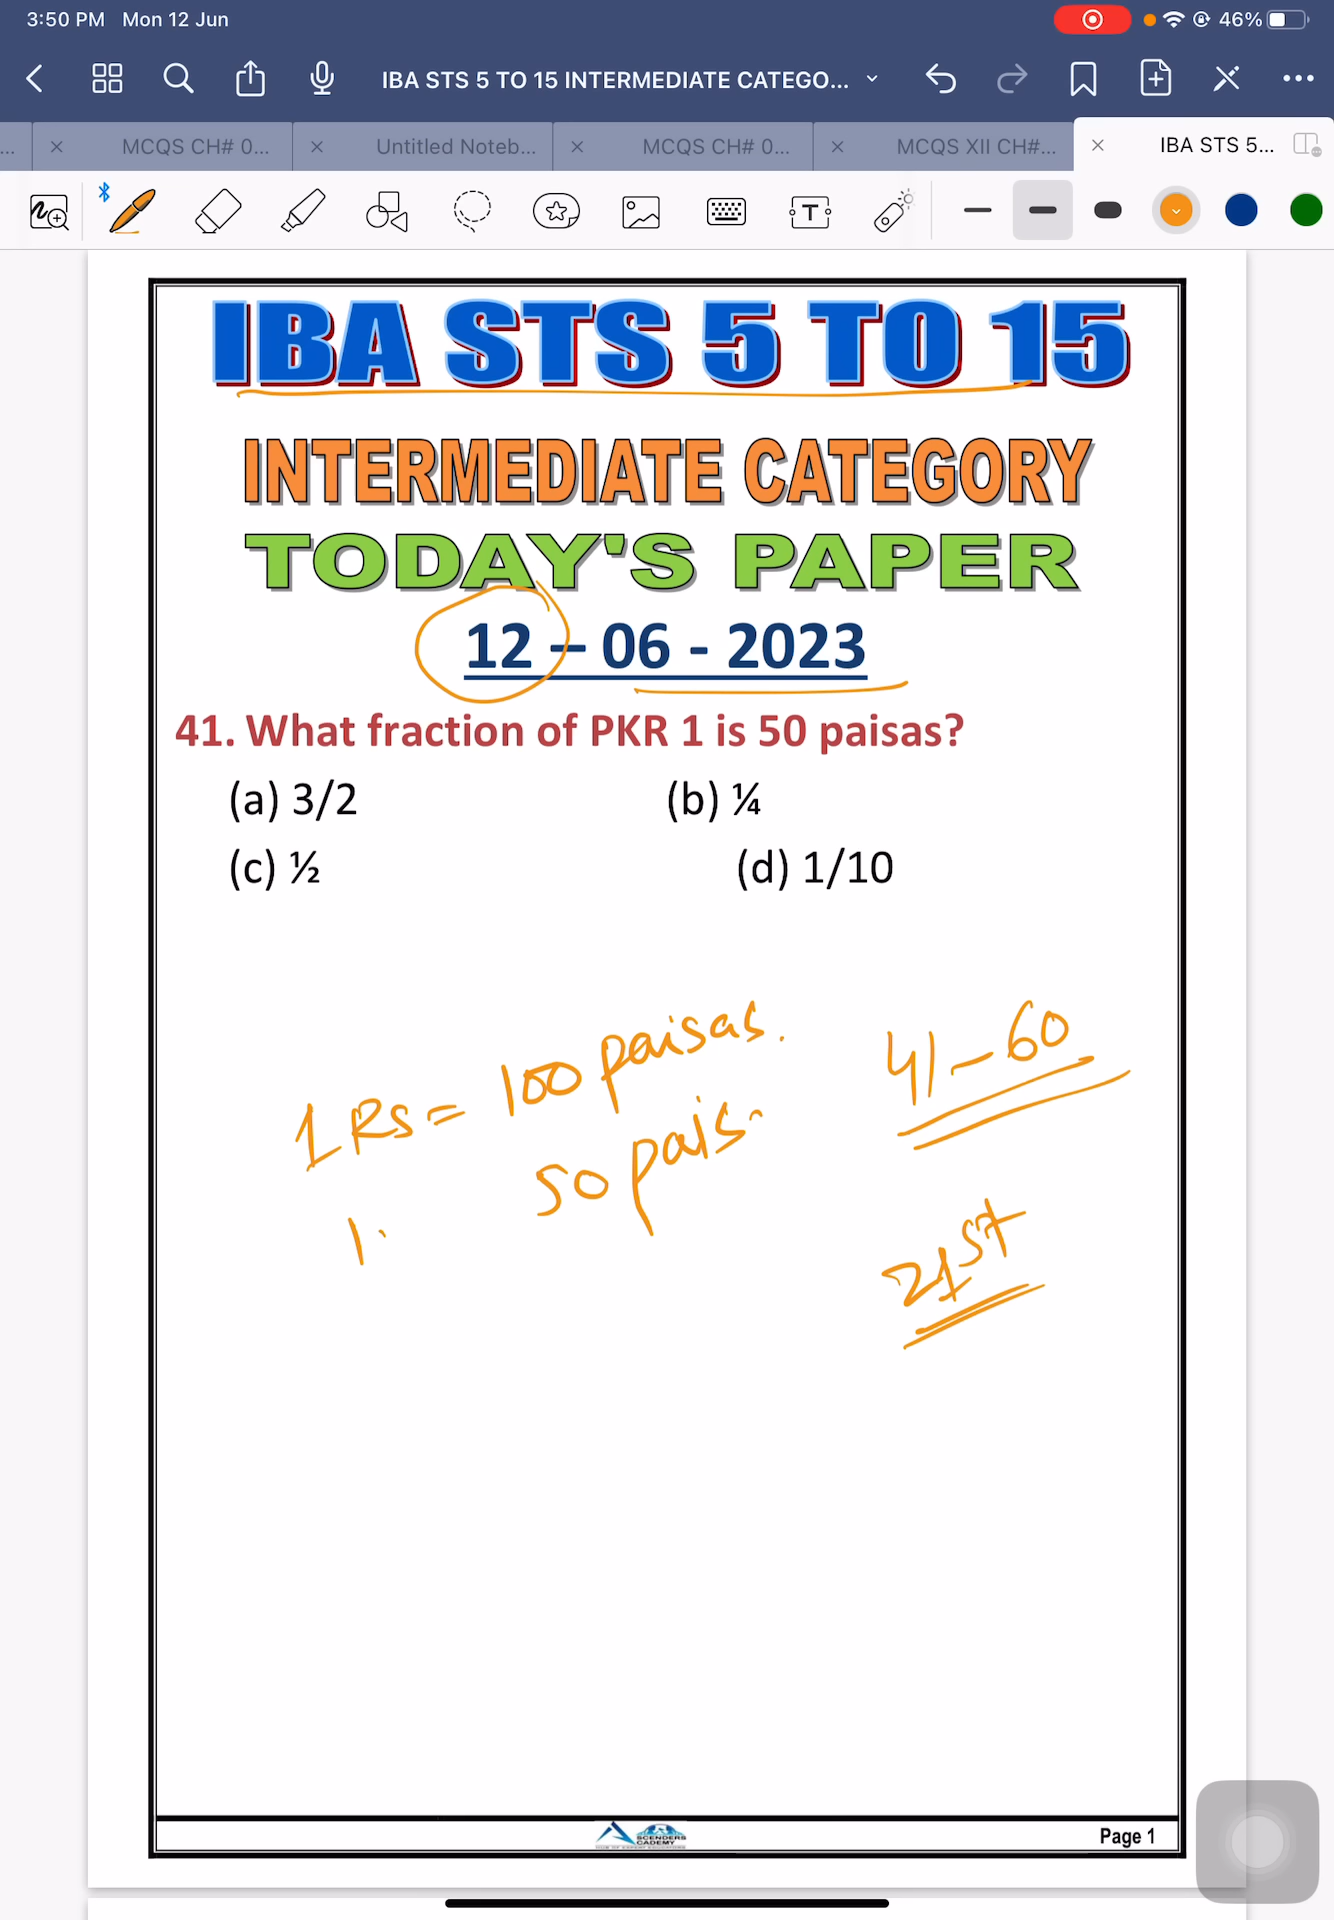 3:50 PM Mon 12 Jun 46%
IBA STS 5 TO 15 INTERMEDIATE CATEGO...
... MCQS CH# 0... Untitled Noteb... MCQS CH# 0... MCQS XII CH#... IBA STS 5...
IBA STS 5 TO 15
INTERMEDIATE CATEGORY
TODAY'S PAPER
12 – 06 - 2023
41. What fraction of PKR 1 is 50 paisas?
(a) 3/2 (b) ¼
(c) ½ (d) 1/10
1 Rs = 100 paisas. 41 – 60
50 pais
1.
21st
SCENDERS
CADEMY
Page 1